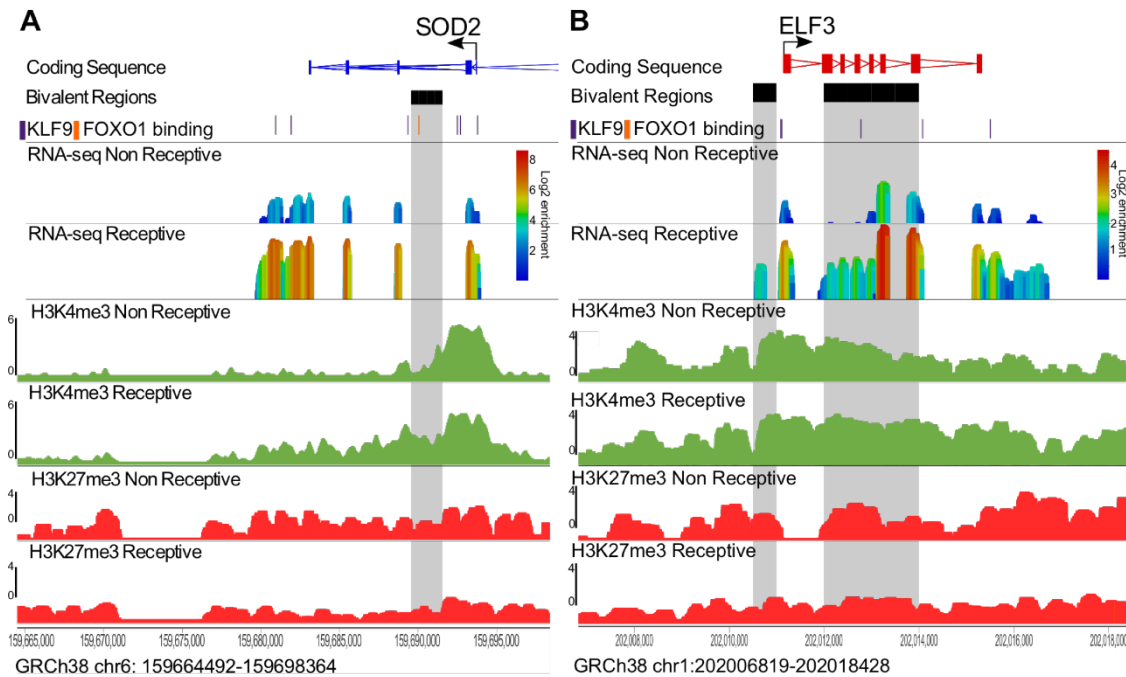 A
SOD2
Coding Sequence
Bivalent Regions
KLF9 FOXO1 binding
RNA-seq Non Receptive
8
6
4
2
Log2 enrichment
RNA-seq Receptive
H3K4me3 Non Receptive
6
0
H3K4me3 Receptive
6
0
H3K27me3 Non Receptive
4
0
H3K27me3 Receptive
4
0
159,665,000 159,670,000 159,675,000 159,680,000 159,685,000 159,690,000 159,695,000
GRCh38 chr6: 159664492-159698364
B
ELF3
Coding Sequence
Bivalent Regions
KLF9 FOXO1 binding
RNA-seq Non Receptive
4
3
2
1
Log2 enrichment
RNA-seq Receptive
H3K4me3 Non Receptive
4
0
H3K4me3 Receptive
4
0
H3K27me3 Non Receptive
4
0
H3K27me3 Receptive
4
0
202,008,000 202,010,000 202,012,000 202,014,000 202,016,000 202,018,000
GRCh38 chr1:202006819-202018428